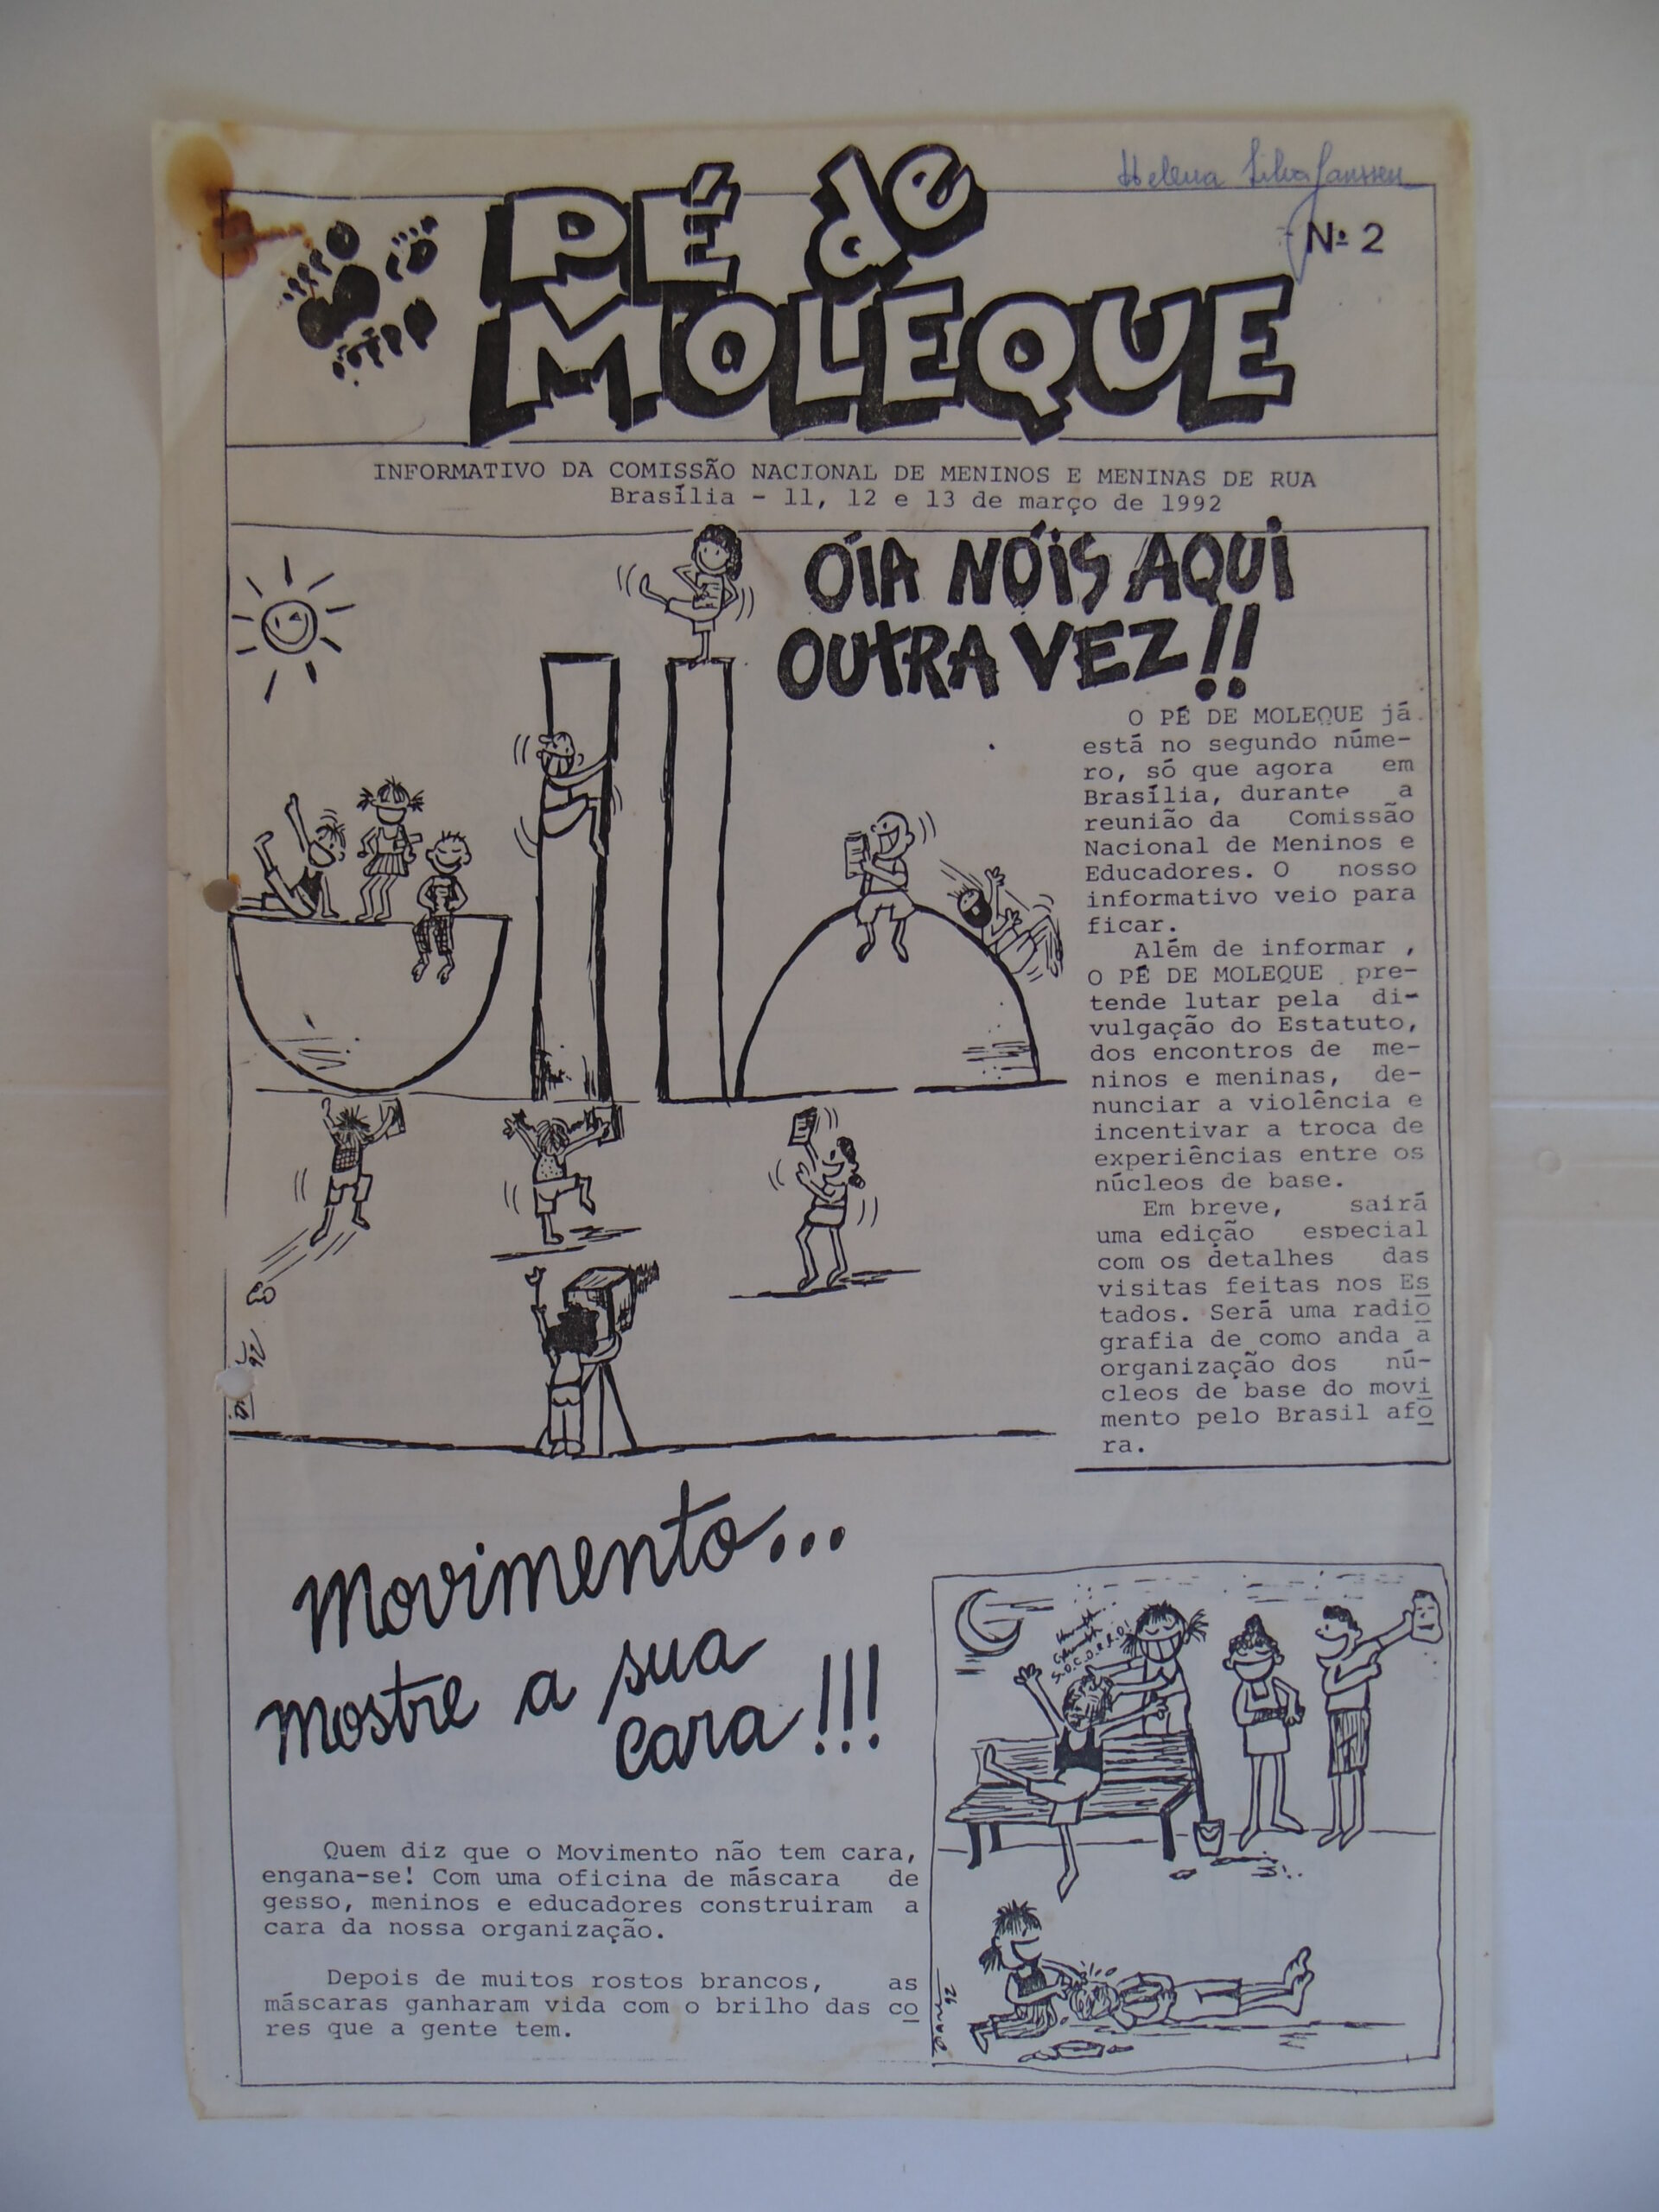 Helena Silva Janssen
PÉ de
MOLEQUE
Nº 2
INFORMATIVO DA COMISSÃO NACIONAL DE MENINOS E MENINAS DE RUA
Brasília - 11, 12 e 13 de março de 1992
OÍA NÓIS AQUI
OUTRA VEZ!!
O PÉ DE MOLEQUE já
está no segundo núme-
ro, só que agora em
Brasília, durante a
reunião da Comissão
Nacional de Meninos e
Educadores. O nosso
informativo veio para
ficar.
Além de informar ,
O PÉ DE MOLEQUE pre-
tende lutar pela di-
vulgação do Estatuto,
dos encontros de me-
ninos e meninas, de-
nunciar a violência e
incentivar a troca de
experiências entre os
núcleos de base.
Em breve, sairá
uma edição especial
com os detalhes das
visitas feitas nos Es
tados. Será uma radio
grafia de como anda a
organização dos nú-
cleos de base do movi
mento pelo Brasil afo
ra.
92
Movimento...
mostre a sua
cara!!!
S.O.C.O.R.R.O!
Quem diz que o Movimento não tem cara,
engana-se! Com uma oficina de máscara de
gesso, meninos e educadores construiram a
cara da nossa organização.
Depois de muitos rostos brancos, as
máscaras ganharam vida com o brilho das co
res que a gente tem.